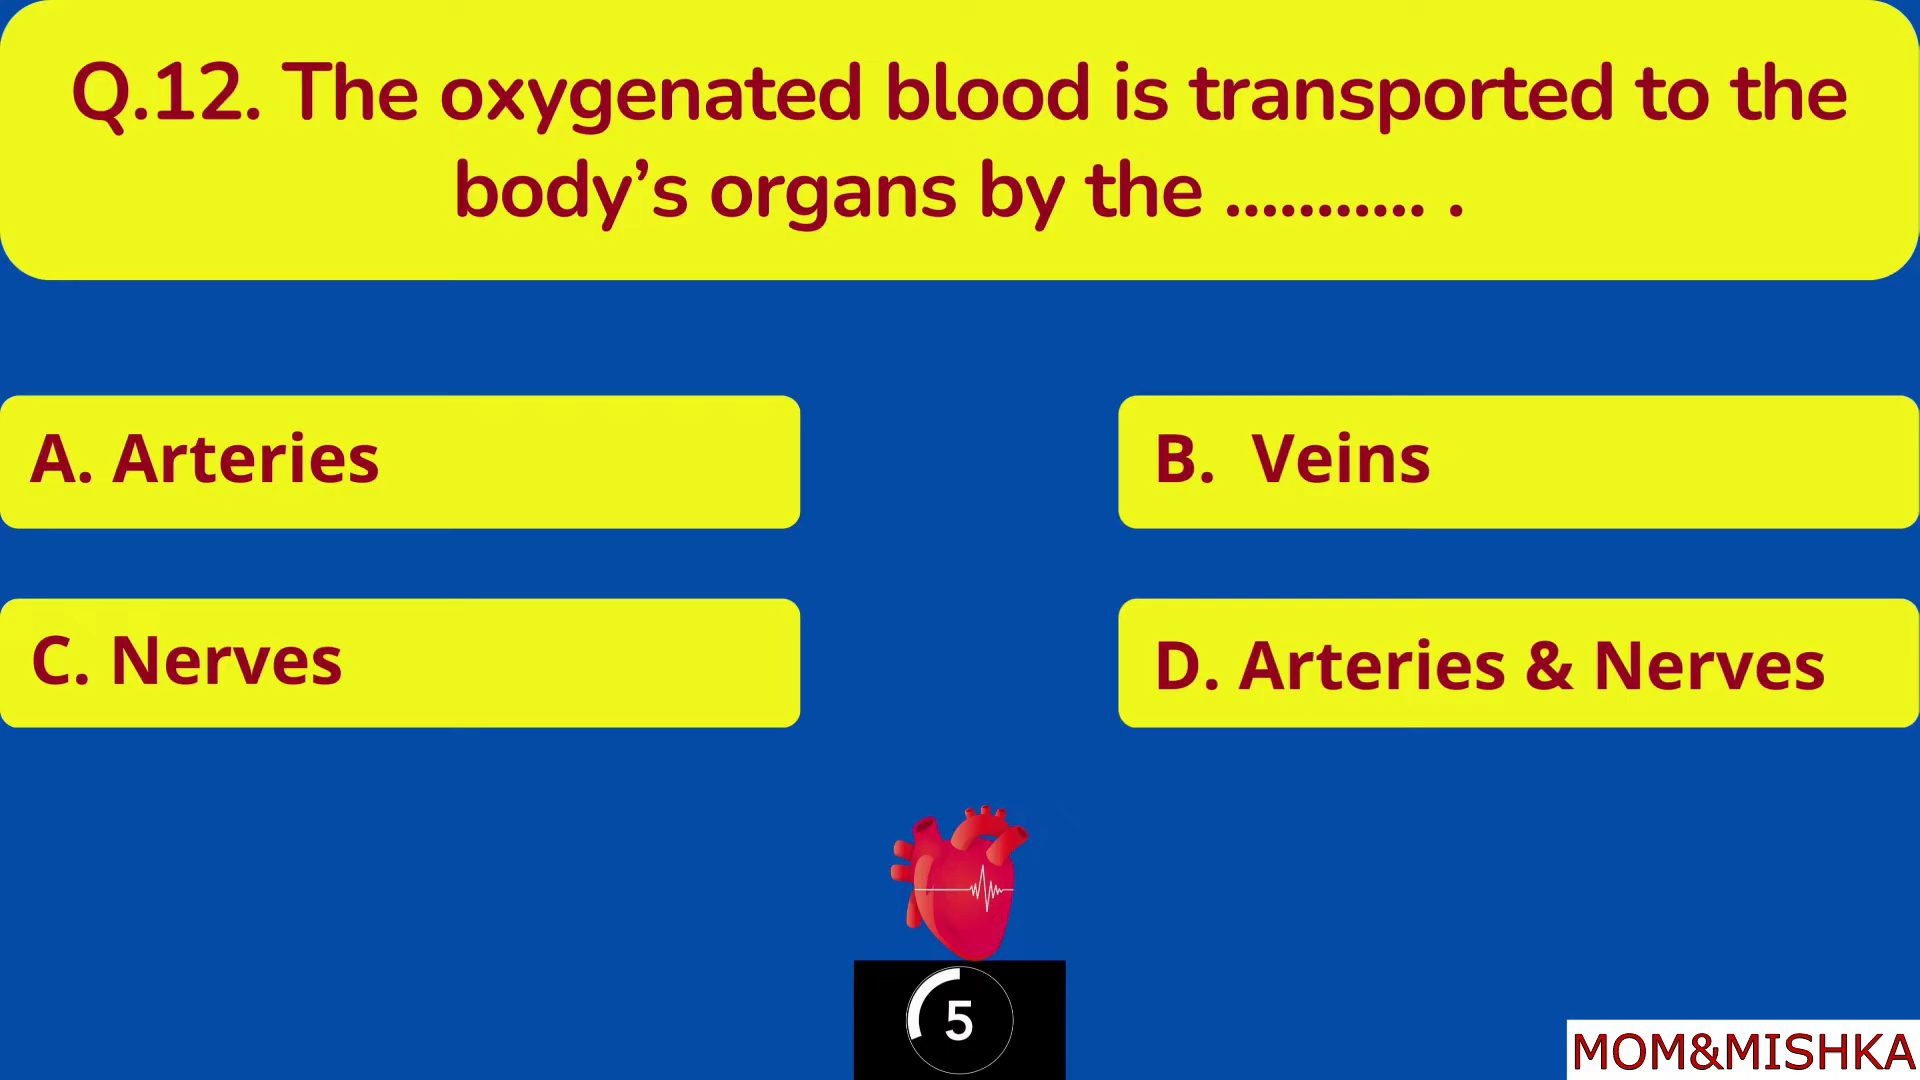 Q.12. The oxygenated blood is transported to the
body’s organs by the ........... .
A. Arteries
B. Veins
C. Nerves
D. Arteries & Nerves
5
MOM&MISHKA